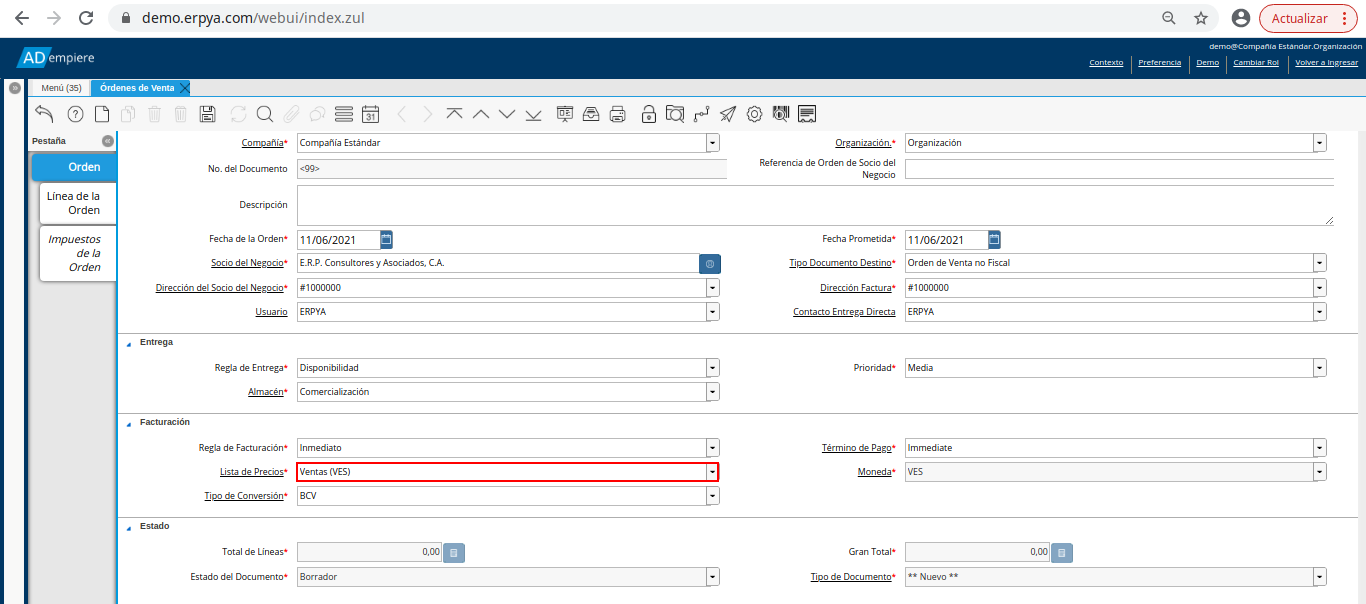 demo.erpya.com/webui/index.zul
Actualizar
ADempiere
demo@Compañía Estándar.Organización
Contexto Preferencia Demo Cambiar Rol Volver a Ingresar
Menú (35) Órdenes de Venta
31
Pestaña
Orden
Línea de la
Orden
Impuestos
de la
Orden
Compañía* Compañía Estándar Organización.* Organización
No. del Documento <99> Referencia de Orden de Socio del
Negocio
Descripción
Fecha de la Orden* 11/06/2021 Fecha Prometida* 11/06/2021
Socio del Negocio* E.R.P. Consultores y Asociados, C.A. Tipo Documento Destino* Orden de Venta no Fiscal
Dirección del Socio del Negocio* #1000000 Dirección Factura* #1000000
Usuario ERPYA Contacto Entrega Directa ERPYA
Entrega
Regla de Entrega* Disponibilidad Prioridad* Media
Almacén* Comercialización
Facturación
Regla de Facturación* Inmediato Término de Pago* Immediate
Lista de Precios* Ventas (VES) Moneda* VES
Tipo de Conversión* BCV
Estado
Total de Líneas* 0,00 Gran Total* 0,00
Estado del Documento* Borrador Tipo de Documento* ** Nuevo **